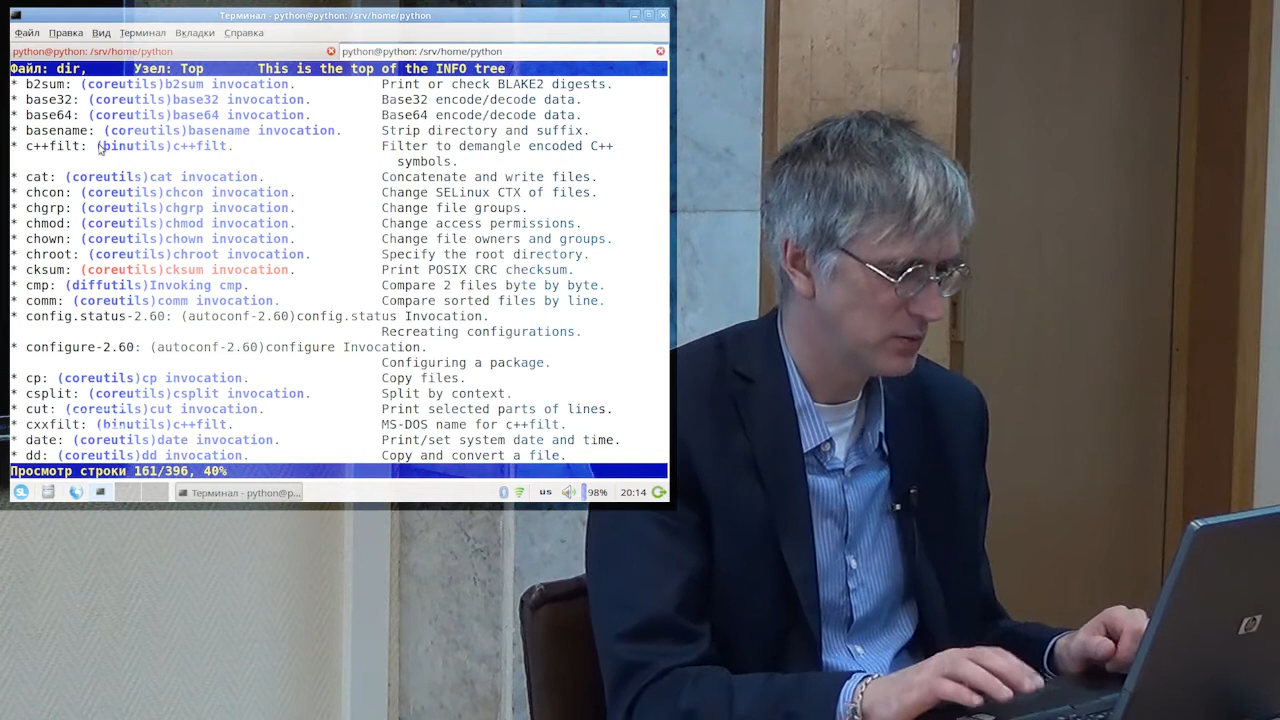 Терминал - python@python: /srv/home/python
Файл Правка Вид Терминал Вкладки Справка
python@python: /srv/home/python python@python: /srv/home/python
Файл: dir, Узел: Top This is the top of the INFO tree
* b2sum: (coreutils)b2sum invocation. Print or check BLAKE2 digests.
* base32: (coreutils)base32 invocation. Base32 encode/decode data.
* base64: (coreutils)base64 invocation. Base64 encode/decode data.
* basename: (coreutils)basename invocation. Strip directory and suffix.
* c++filt: (binutils)c++filt. Filter to demangle encoded C++
symbols.
* cat: (coreutils)cat invocation. Concatenate and write files.
* chcon: (coreutils)chcon invocation. Change SELinux CTX of files.
* chgrp: (coreutils)chgrp invocation. Change file groups.
* chmod: (coreutils)chmod invocation. Change access permissions.
* chown: (coreutils)chown invocation. Change file owners and groups.
* chroot: (coreutils)chroot invocation. Specify the root directory.
* cksum: (coreutils)cksum invocation. Print POSIX CRC checksum.
* cmp: (diffutils)Invoking cmp. Compare 2 files byte by byte.
* comm: (coreutils)comm invocation. Compare sorted files by line.
* config.status-2.60: (autoconf-2.60)config.status Invocation.
Recreating configurations.
* configure-2.60: (autoconf-2.60)configure Invocation.
Configuring a package.
* cp: (coreutils)cp invocation. Copy files.
* csplit: (coreutils)csplit invocation. Split by context.
* cut: (coreutils)cut invocation. Print selected parts of lines.
* cxxfilt: (binutils)c++filt. MS-DOS name for c++filt.
* date: (coreutils)date invocation. Print/set system date and time.
* dd: (coreutils)dd invocation. Copy and convert a file.
Просмотр строки 161/396, 40%
Терминал - python@p... us 98% 20:14
hp